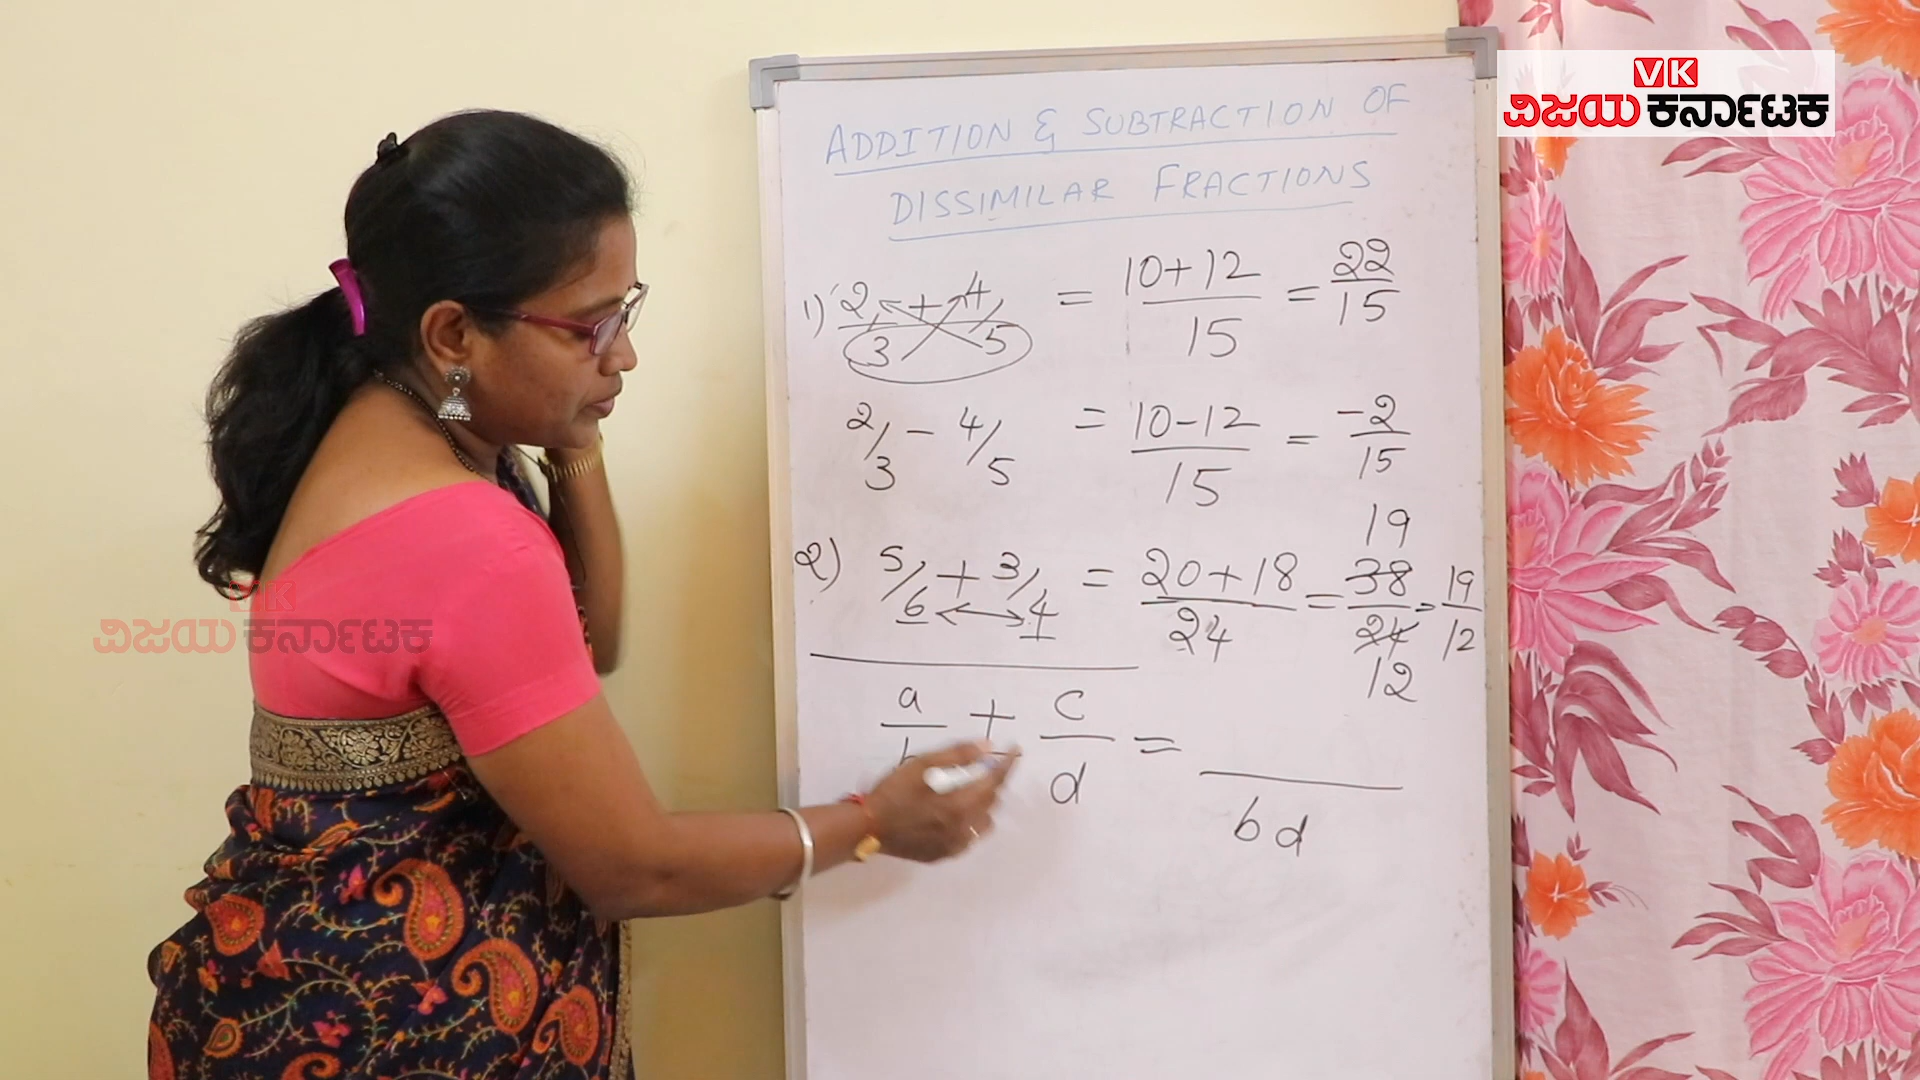 VK
ವಿಜಯ ಕರ್ನಾಟಕ
ADDITION & SUBTRACTION OF
DISSIMILAR FRACTIONS
1) 2/3 + 4/5 = 10+12/15 = 22/15
2/3 - 4/5 = 10-12/15 = -2/15
19
2) 5/6 + 3/4 = 20+18/24 = 38/24 = 19/12
12
a/b ± c/d = /bd
VK
ವಿಜಯ ಕರ್ನಾಟಕ